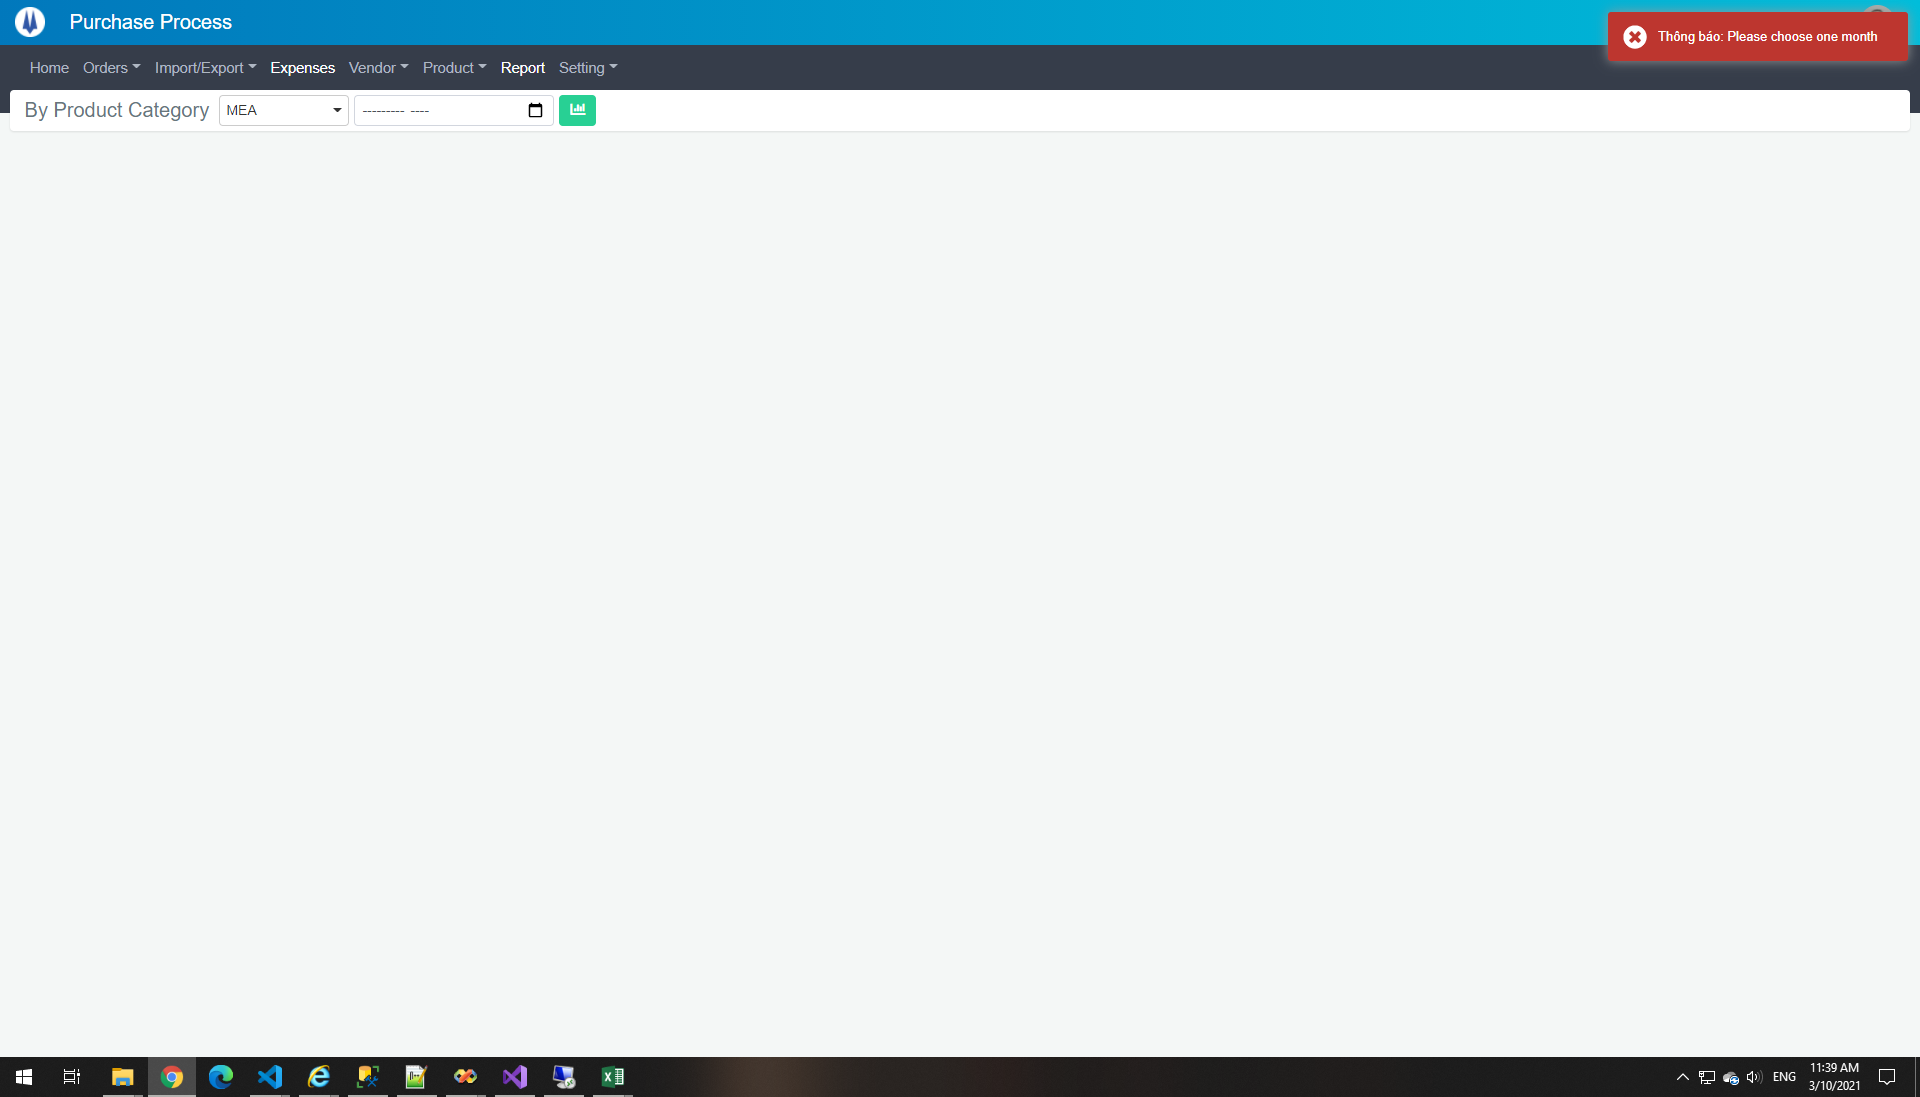 Purchase Process
Thông báo: Please choose one month
Home Orders Import/Export Expenses Vendor Product Report Setting
By Product Category MEA --------- ----
ENG
11:39 AM
3/10/2021